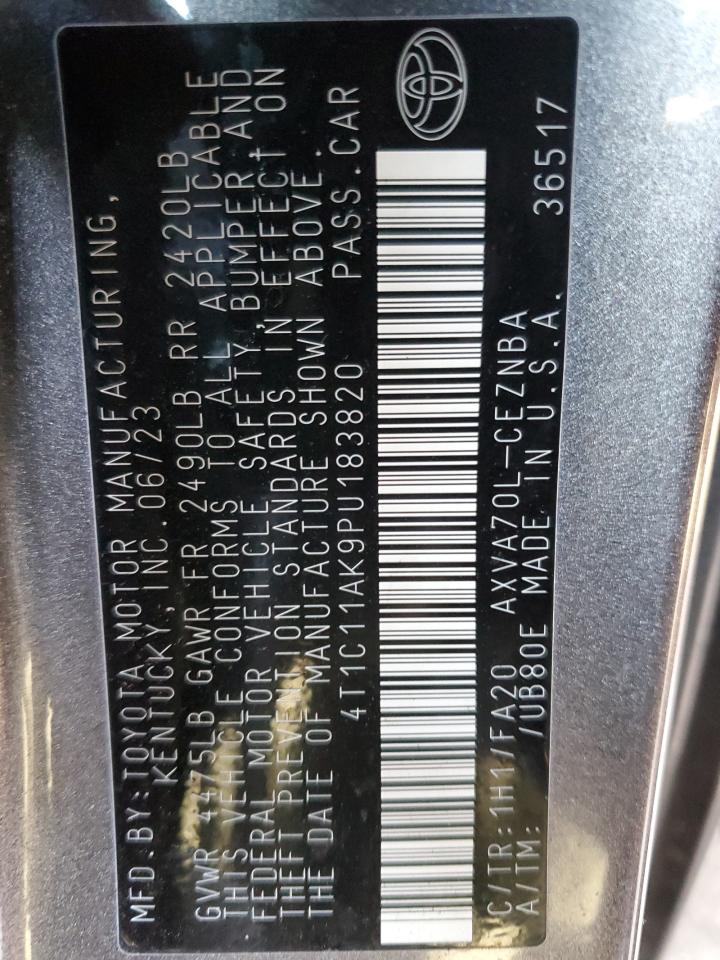 MFD.BY:TOYOTA MOTOR MANUFACTURING,
KENTUCKY,INC.06/23
GVWR 4475LB GAWR FR 2490LB RR 2420LB
THIS VEHICLE CONFORMS TO ALL APPLICABLE
FEDERAL MOTOR VEHICLE SAFETY,BUMPER,AND
THEFT PREVENTION STANDARDS IN EFFECT ON
THE DATE OF MANUFACTURE SHOWN ABOVE.
4T1C11AK9PU183820 PASS.CAR
C/TR:1H1/FA20 AXVA70L-CEZNBA
A/TM: /UB80E MADE IN U.S.A. 36517